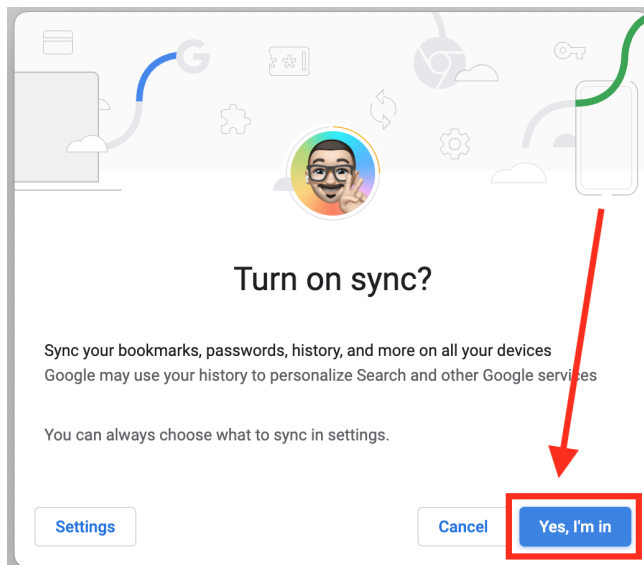 Turn on sync?
Sync your bookmarks, passwords, history, and more on all your devices
Google may use your history to personalize Search and other Google services
You can always choose what to sync in settings.
Settings
Cancel
Yes, I'm in